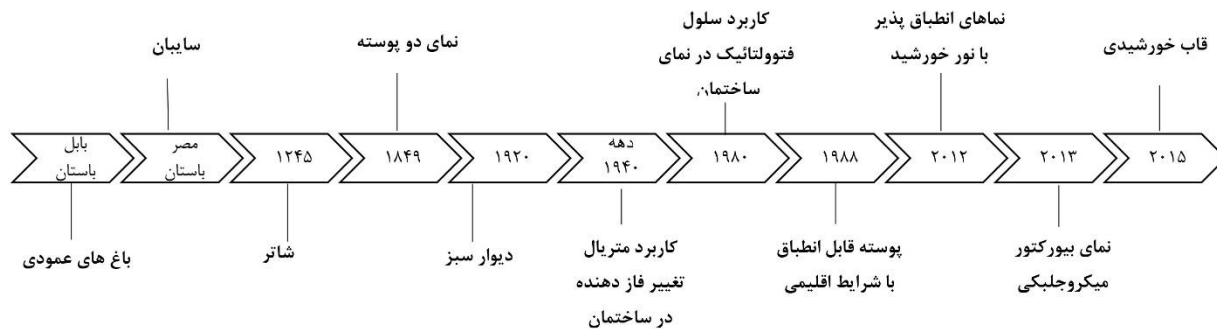 سایبان
نمای دو پوسته
کاربرد سلول
فتوولتائیک در نمای
ساختمان
نماهای انطباق پذیر
با نور خورشید
قاب خورشیدی
بابل
باستان
مصر
باستان
۱۲۴۵
۱۸۴۹
۱۹۲۰
دهه
۱۹۴۰
۱۹۸۰
۱۹۸۸
۲۰۱۲
۲۰۱۳
۲۰۱۵
باغ های عمودی
شاتر
دیوار سبز
کاربرد متریال
تغییر فاز دهنده
در ساختمان
پوسته قابل انطباق
با شرایط اقلیمی
نمای بیورکتور
میکروجلبکی